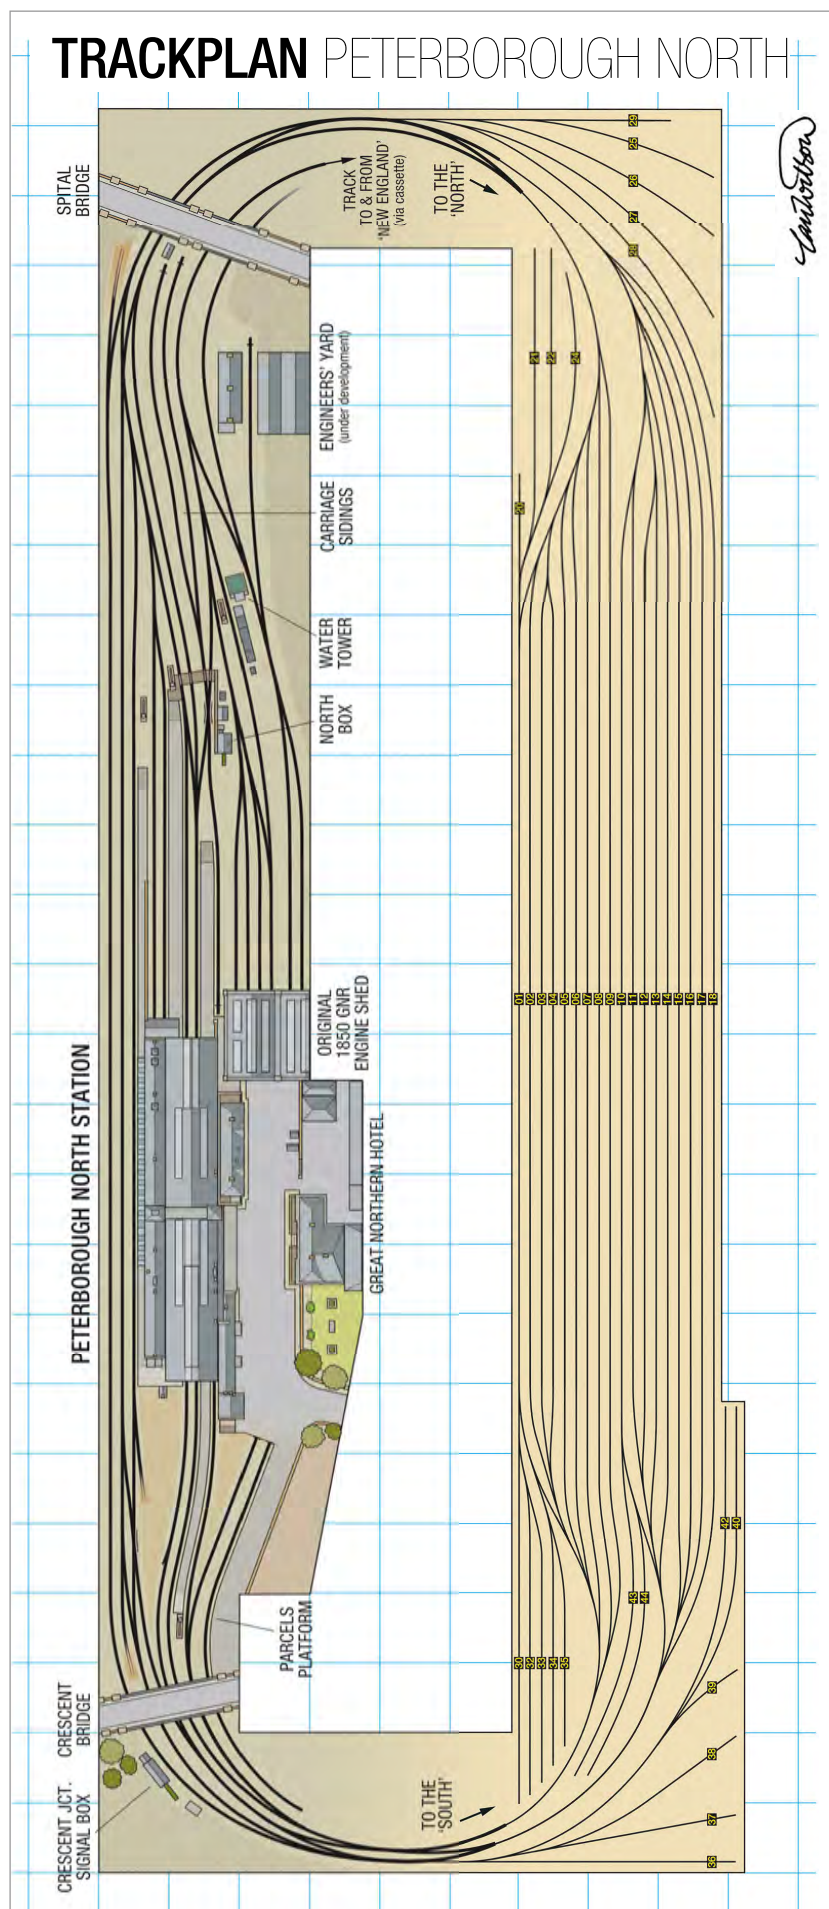 TRACKPLAN PETERBOROUGH NORTH
Ian Wilson
SPITAL
BRIDGE
TRACK
TO & FROM
'NEW ENGLAND'
(via cassette)
TO THE
'NORTH'
29
25
26
27
28
ENGINEERS' YARD
(under development)
21
22
24
20
CARRIAGE
SIDINGS
WATER
TOWER
NORTH
BOX
ORIGINAL
1850 GNR
ENGINE SHED
01
02
03
04
05
06
07
08
09
10
11
12
13
14
15
16
17
18
PETERBOROUGH NORTH STATION
GREAT NORTHERN HOTEL
42
40
43
44
PARCELS
PLATFORM
30
32
33
34
35
39
38
37
36
CRESCENT
BRIDGE
CRESCENT JCT.
SIGNAL BOX
TO THE
'SOUTH'